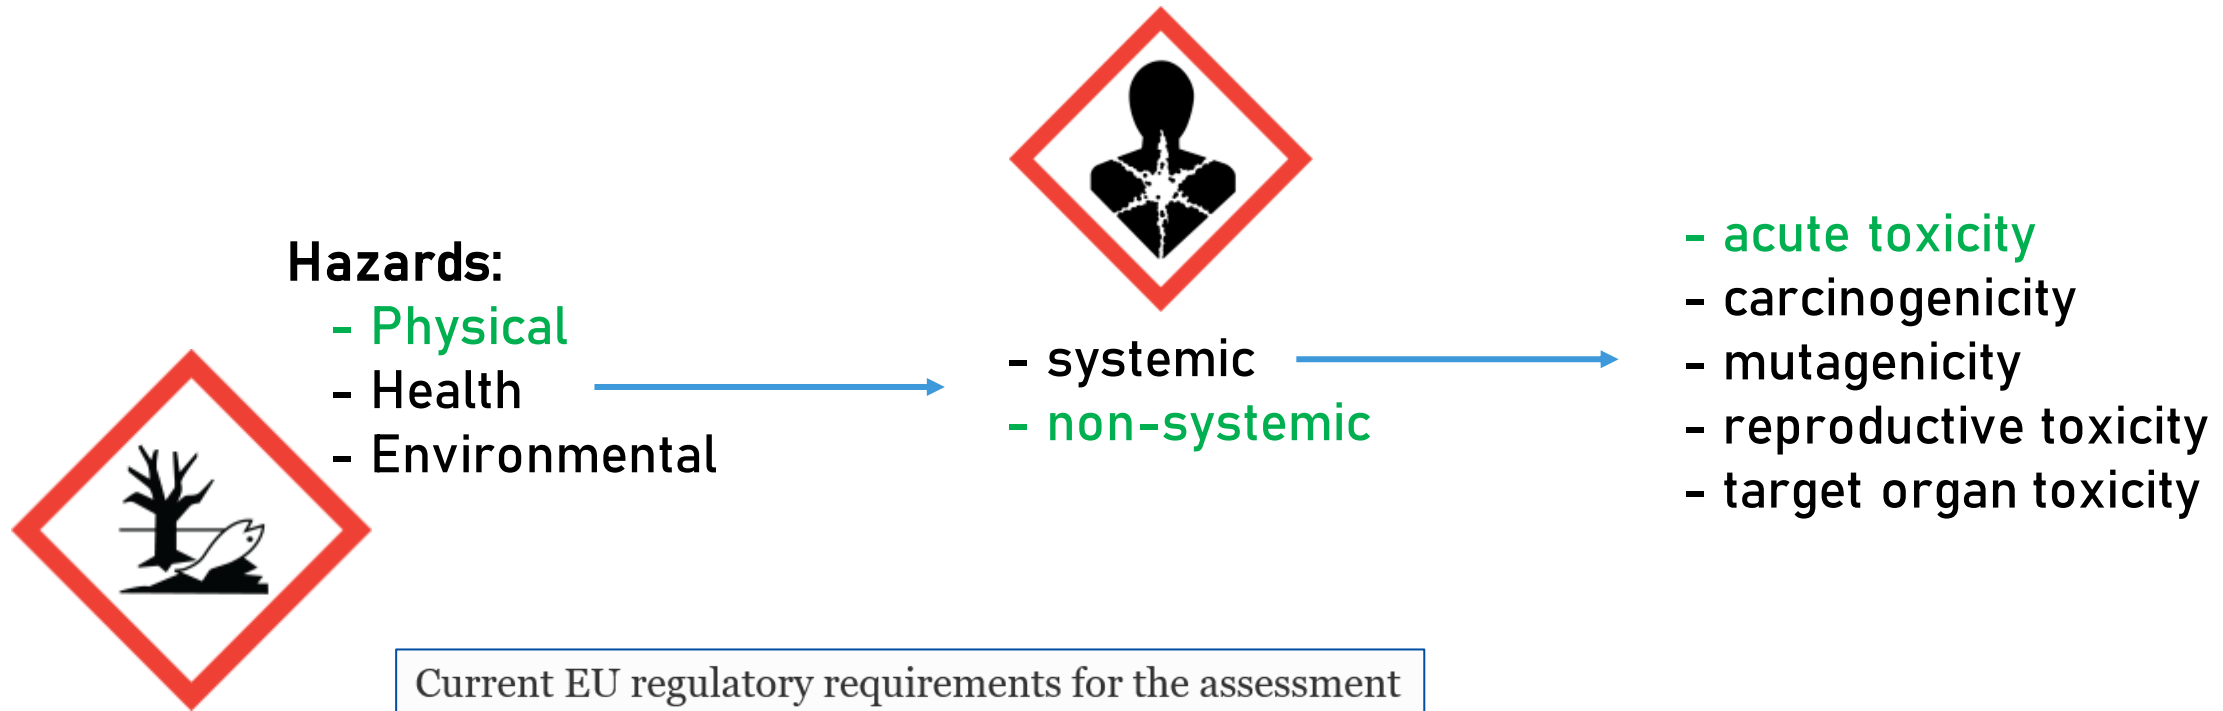 Hazards:
- Physical
- Health
- Environmental
- systemic
- non-systemic
- acute toxicity
- carcinogenicity
- mutagenicity
- reproductive toxicity
- target organ toxicity
Current EU regulatory requirements for the assessment